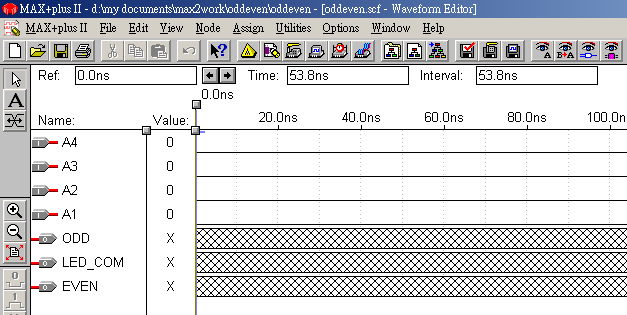 MAX+plus II - d:\my documents\max2work\oddeven\oddeven - [oddeven.scf - Waveform Editor]
MAX+plus II File Edit View Node Assign Utilities Options Window Help
Ref: 0.0ns Time: 53.8ns Interval: 53.8ns
0.0ns
Name: Value: 20.0ns 40.0ns 60.0ns 80.0ns 100.0n
A4 0
A3 0
A2 0
A1 0
ODD X
LED_COM X
EVEN X